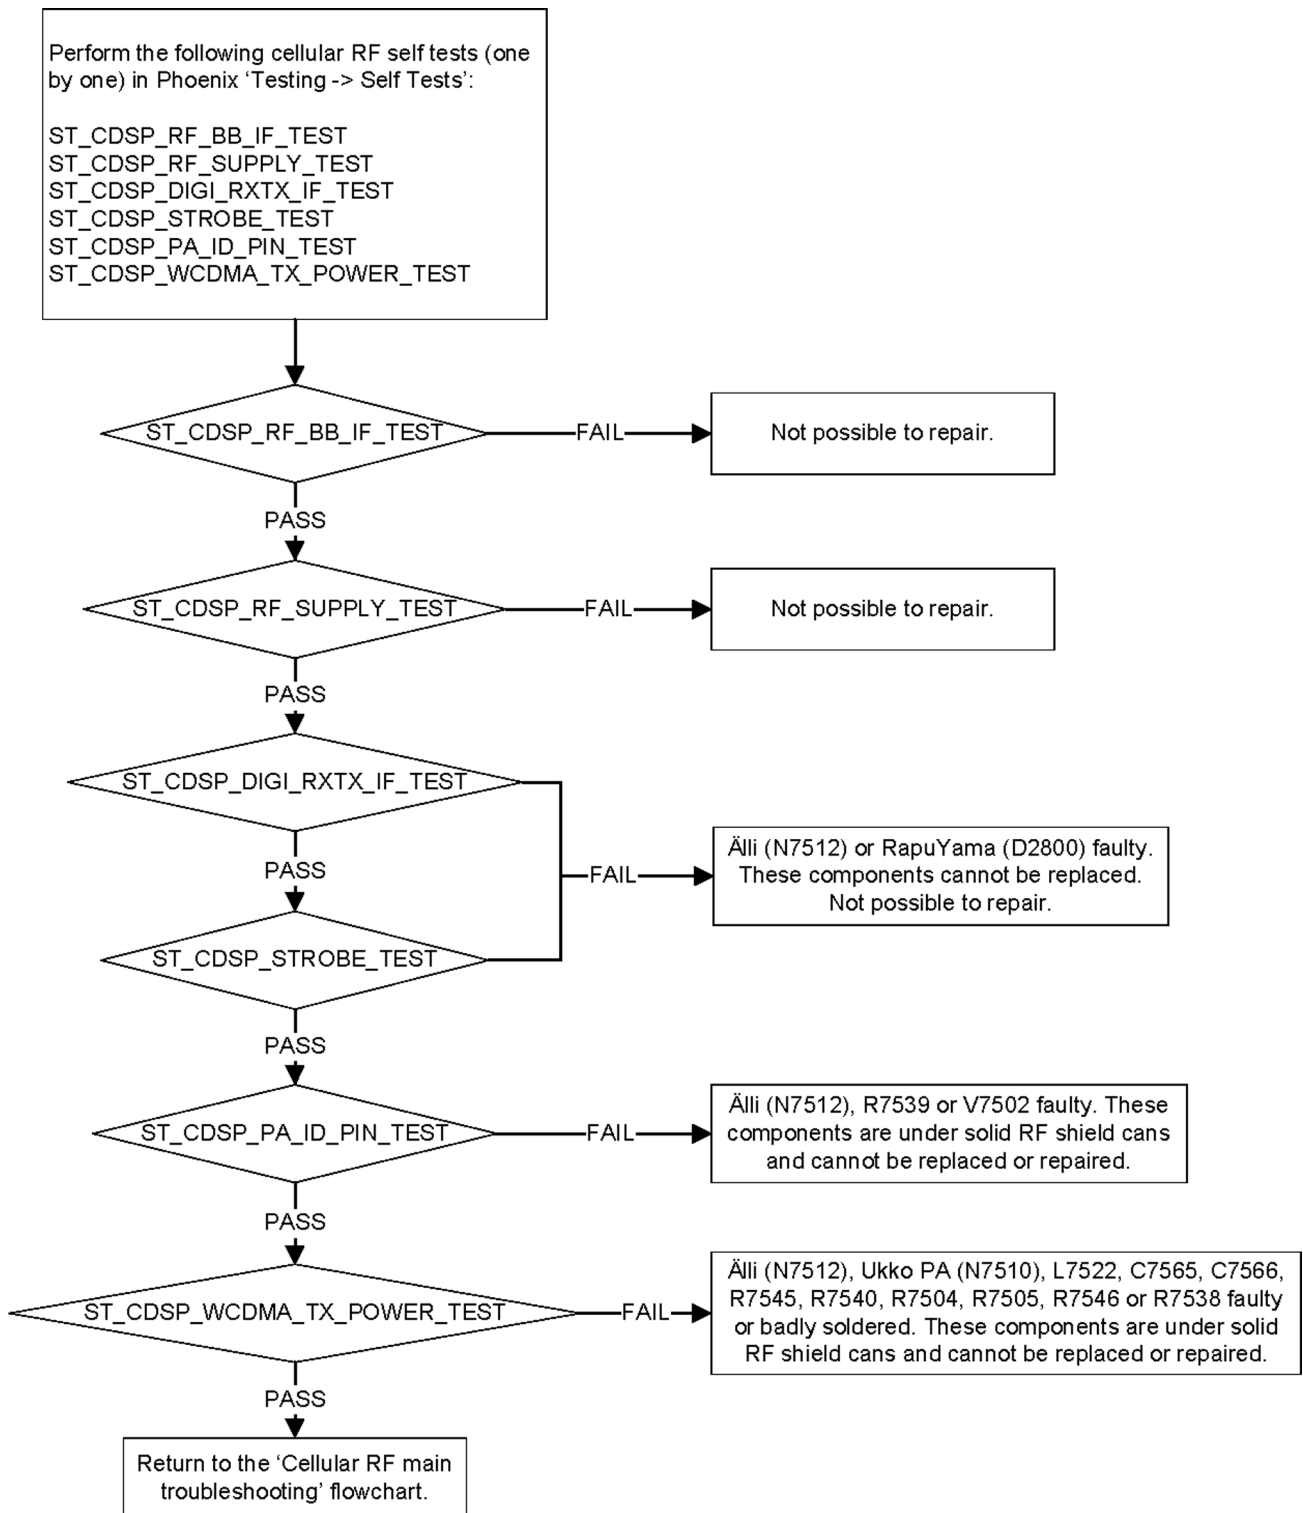 Perform the following cellular RF self tests (one
by one) in Phoenix ‘Testing -> Self Tests’:
ST_CDSP_RF_BB_IF_TEST
ST_CDSP_RF_SUPPLY_TEST
ST_CDSP_DIGI_RXTX_IF_TEST
ST_CDSP_STROBE_TEST
ST_CDSP_PA_ID_PIN_TEST
ST_CDSP_WCDMA_TX_POWER_TEST
ST_CDSP_RF_BB_IF_TEST
FAIL
Not possible to repair.
PASS
ST_CDSP_RF_SUPPLY_TEST
FAIL
Not possible to repair.
PASS
ST_CDSP_DIGI_RXTX_IF_TEST
PASS
FAIL
Älli (N7512) or RapuYama (D2800) faulty.
These components cannot be replaced.
Not possible to repair.
ST_CDSP_STROBE_TEST
PASS
ST_CDSP_PA_ID_PIN_TEST
FAIL
Älli (N7512), R7539 or V7502 faulty. These
components are under solid RF shield cans
and cannot be replaced or repaired.
PASS
ST_CDSP_WCDMA_TX_POWER_TEST
FAIL
Älli (N7512), Ukko PA (N7510), L7522, C7565, C7566,
R7545, R7540, R7504, R7505, R7546 or R7538 faulty
or badly soldered. These components are under solid
RF shield cans and cannot be replaced or repaired.
PASS
Return to the ‘Cellular RF main
troubleshooting’ flowchart.